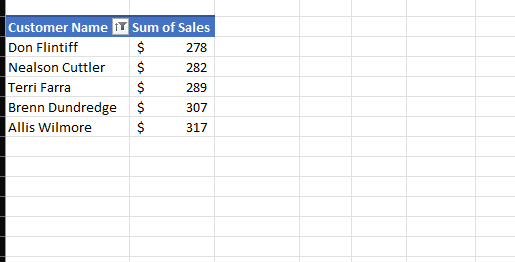 Customer Name Sum of Sales
Don Flintiff $ 278
Nealson Cuttler $ 282
Terri Farra $ 289
Brenn Dundredge $ 307
Allis Wilmore $ 317